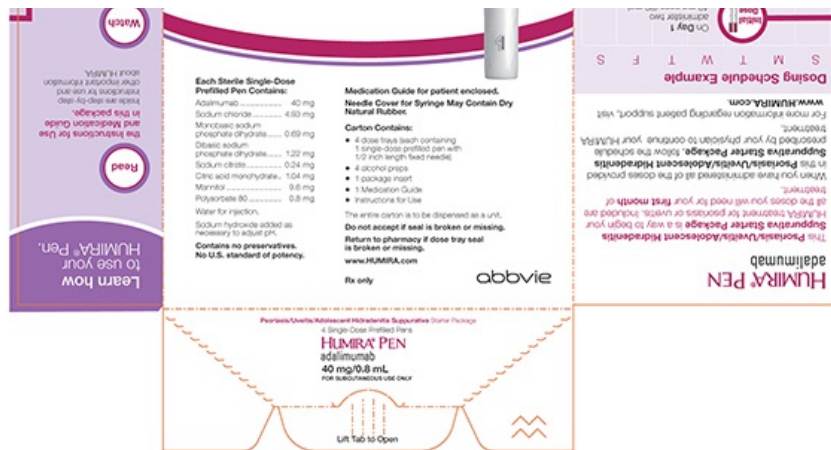 Watch
Inside are step-by-step
instructions for use and
other important information
about HUMIRA.
the Instructions for Use
and Medication Guide
in this package.
Read
Learn how
to use your
HUMIRA® Pen.
Each Sterile Single-Dose
Prefilled Pen Contains:
Adalimumab 40 mg
Sodium chloride 4.93 mg
Monobasic sodium
phosphate dihydrate 0.69 mg
Dibasic sodium
phosphate dihydrate 1.22 mg
Sodium citrate 0.24 mg
Citric acid monohydrate 1.04 mg
Mannitol 9.6 mg
Polysorbate 80 0.8 mg
Water for injection.
Sodium hydroxide added as
necessary to adjust pH.
Contains no preservatives.
No U.S. standard of potency.
Medication Guide for patient enclosed.
Needle Cover for Syringe May Contain Dry
Natural Rubber.
Carton Contains:
• 4 dose trays (each containing
1 single-dose prefilled pen with
1/2 inch length fixed needle)
• 4 alcohol preps
• 1 package insert
• 1 Medication Guide
• Instructions for Use
The entire carton is to be dispensed as a unit.
Do not accept if seal is broken or missing.
Return to pharmacy if dose tray seal
is broken or missing.
www.HUMIRA.com
Rx only
abbvie
HUMIRA® PEN
adalimumab
This Psoriasis/Uveitis/Adolescent Hidradenitis
Suppurativa Starter Package is a way to begin your
HUMIRA treatment for psoriasis or uveitis. Included are
all the doses you will need for your first month of
treatment.
When you have administered all of the doses provided
in this Psoriasis/Uveitis/Adolescent Hidradenitis
Suppurativa Starter Package, follow the schedule
prescribed by your physician to continue your HUMIRA
treatment.
For more information regarding patient support, visit
www.HUMIRA.com.
Dosing Schedule Example
S M T W T F S
Initial
Dose
On Day 1
administer two
Psoriasis/Uveitis/Adolescent Hidradenitis Suppurativa Starter Package
4 Single-Dose Prefilled Pens
HUMIRA® PEN
adalimumab
40 mg/0.8 mL
FOR SUBCUTANEOUS USE ONLY
Lift Tab to Open